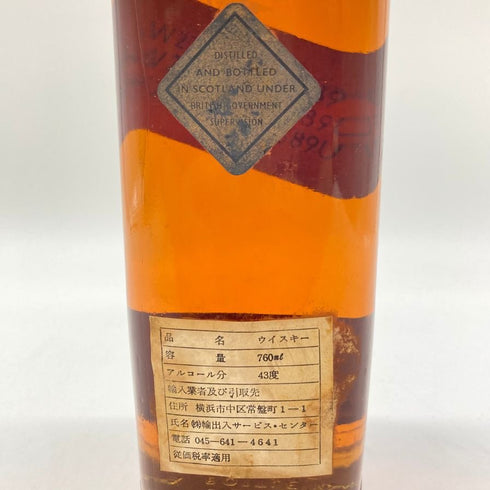 DISTILLED
AND BOTTLED
IN SCOTLAND UNDER
BRITISH GOVERNMENT
SUPERVISION
品 名 ウイスキー
容 量 760ml
アルコール分 43度
輸入業者及び引取先
住所 横浜市中区常盤町1-1
氏名 ㈱輸出入サービス・センター
電話 045-641-4641
従価税率適用